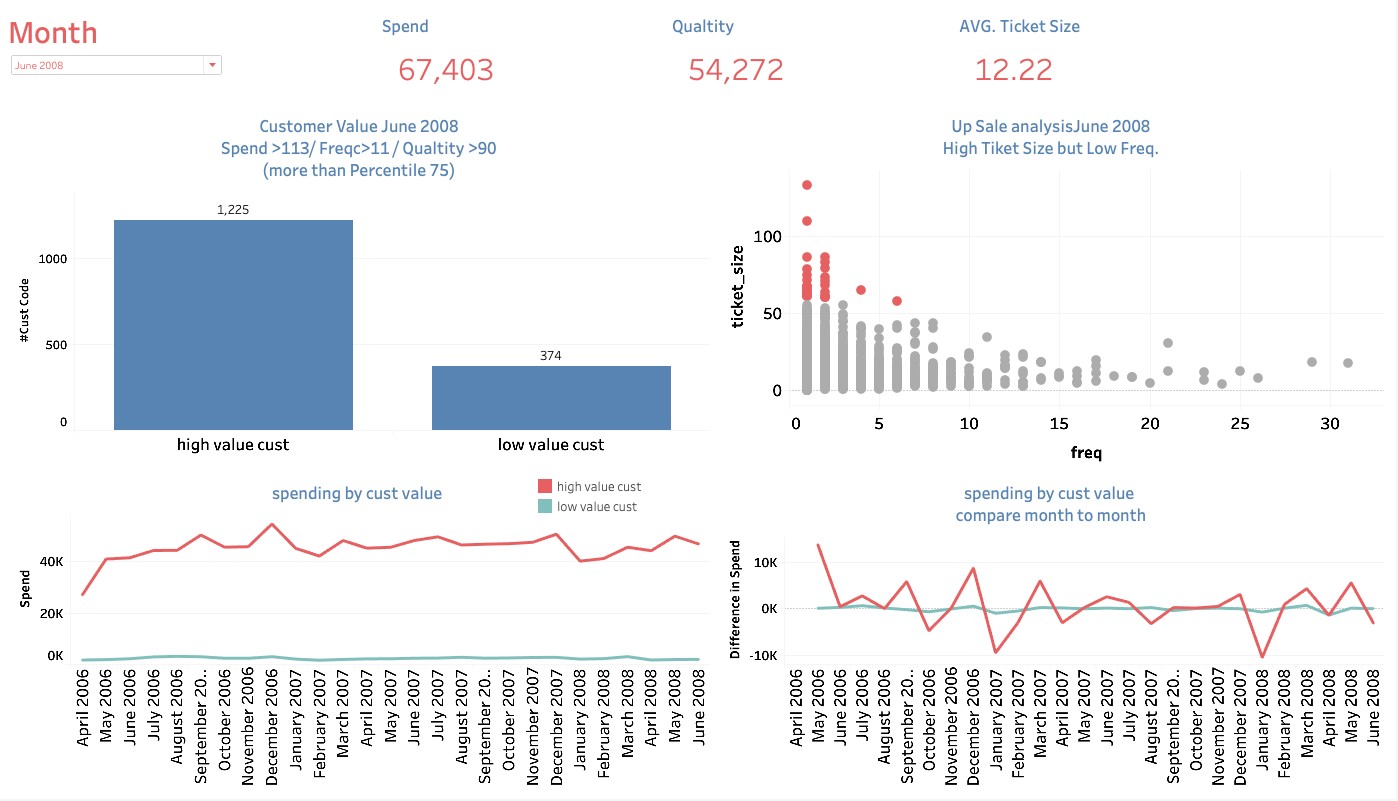 Month
June 2008
Spend
67,403
Qualtity
54,272
AVG. Ticket Size
12.22
Customer Value June 2008
Spend >113/ Freqc>11 / Qualtity >90
(more than Percentile 75)
#Cust Code
1000
500
0
1,225
374
high value cust
low value cust
Up Sale analysisJune 2008
High Tiket Size but Low Freq.
ticket_size
100
50
0
0
5
10
15
20
25
30
freq
spending by cust value
high value cust
low value cust
Spend
40K
20K
0K
April 2006
May 2006
June 2006
July 2006
August 2006
September 20..
October 2006
November 2006
December 2006
January 2007
February 2007
March 2007
April 2007
May 2007
June 2007
July 2007
August 2007
September 20..
October 2007
November 2007
December 2007
January 2008
February 2008
March 2008
April 2008
May 2008
June 2008
spending by cust value
compare month to month
Difference in Spend
10K
0K
-10K
April 2006
May 2006
June 2006
July 2006
August 2006
September 20..
October 2006
November 2006
December 2006
January 2007
February 2007
March 2007
April 2007
May 2007
June 2007
July 2007
August 2007
September 20..
October 2007
November 2007
December 2007
January 2008
February 2008
March 2008
April 2008
May 2008
June 2008